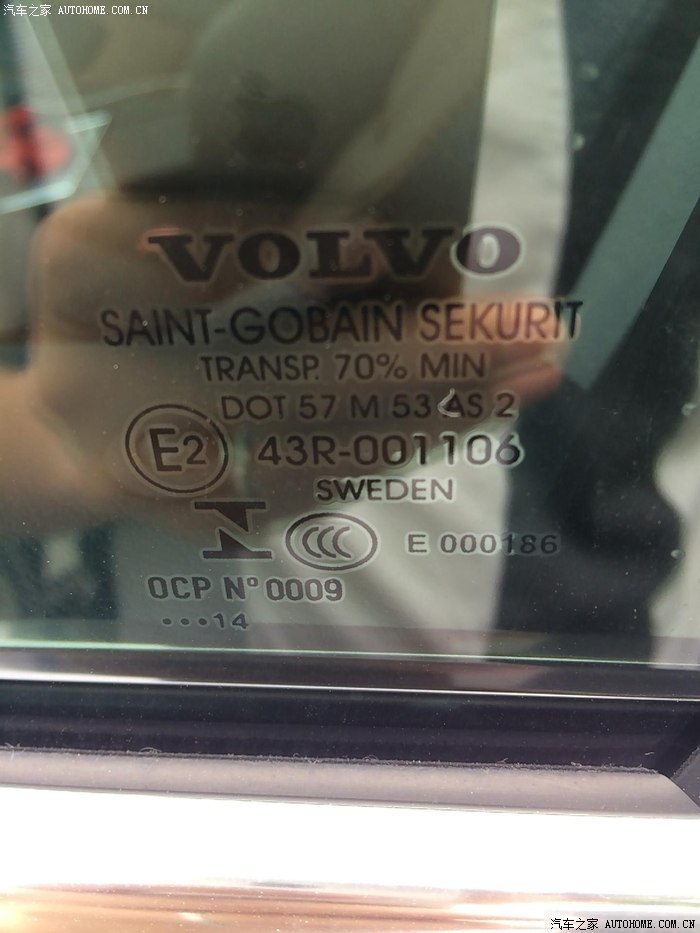 汽车之家 AUTOHOME.COM.CN
VOLVO
SAINT-GOBAIN SEKURIT
TRANSP. 70% MIN
DOT 57 M 53 AS 2
E2 43R-001106
SWEDEN
CCC E 000186
OCP N° 0009
•••14
汽车之家 AUTOHOME.COM.CN